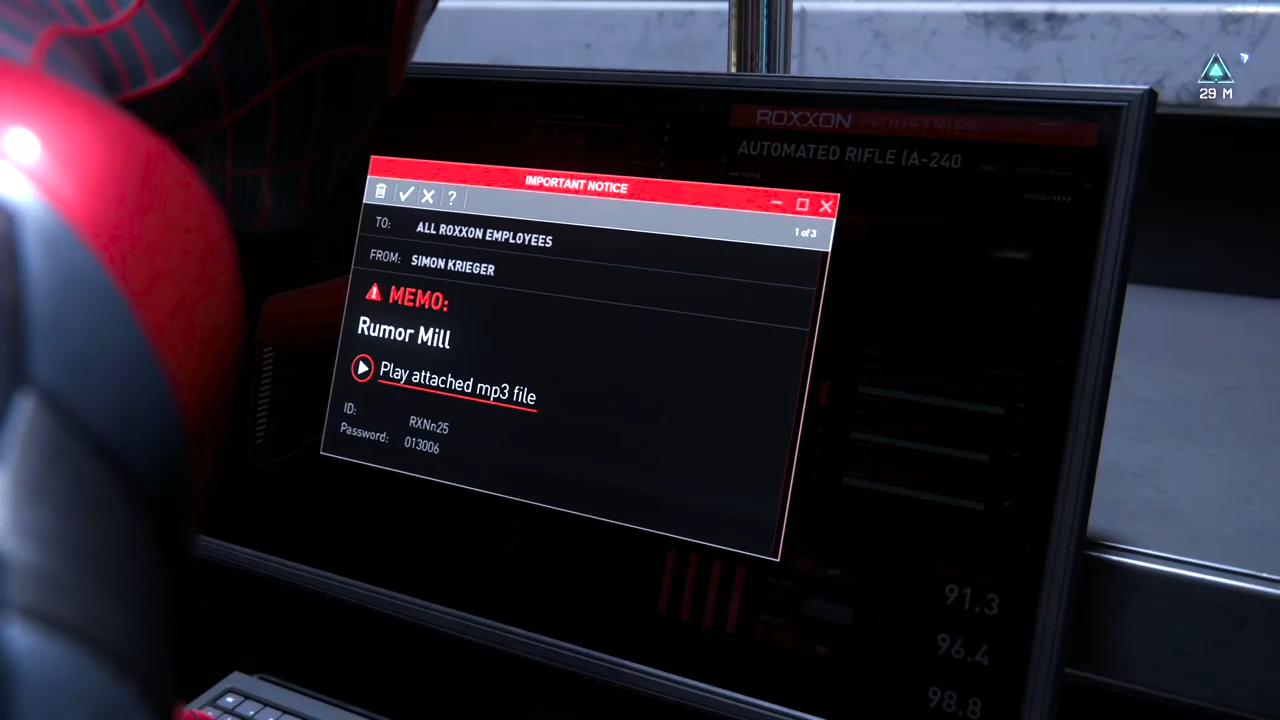 29 M
ROXXON INDUSTRIES
AUTOMATED RIFLE (A-240
IMPORTANT NOTICE
?
1 of 3
TO: ALL ROXXON EMPLOYEES
FROM: SIMON KRIEGER
MEMO:
Rumor Mill
Play attached mp3 file
ID: RXNn25
Password: 013006
91.3
96.4
98.8